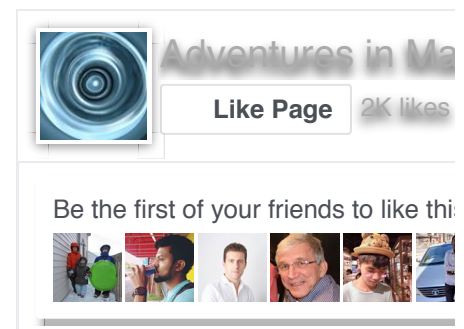 Adventures in Ma
Like Page
2K likes
Be the first of your friends to like this